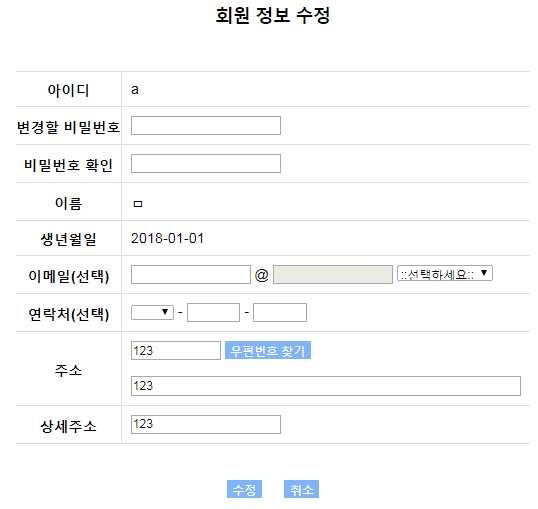 회원 정보 수정
아이디 a
변경할 비밀번호
비밀번호 확인
이름 ㅁ
생년월일 2018-01-01
이메일(선택) @ ::선택하세요::
연락처(선택) - -
주소 123 우편번호 찾기
123
상세주소 123
수정 취소